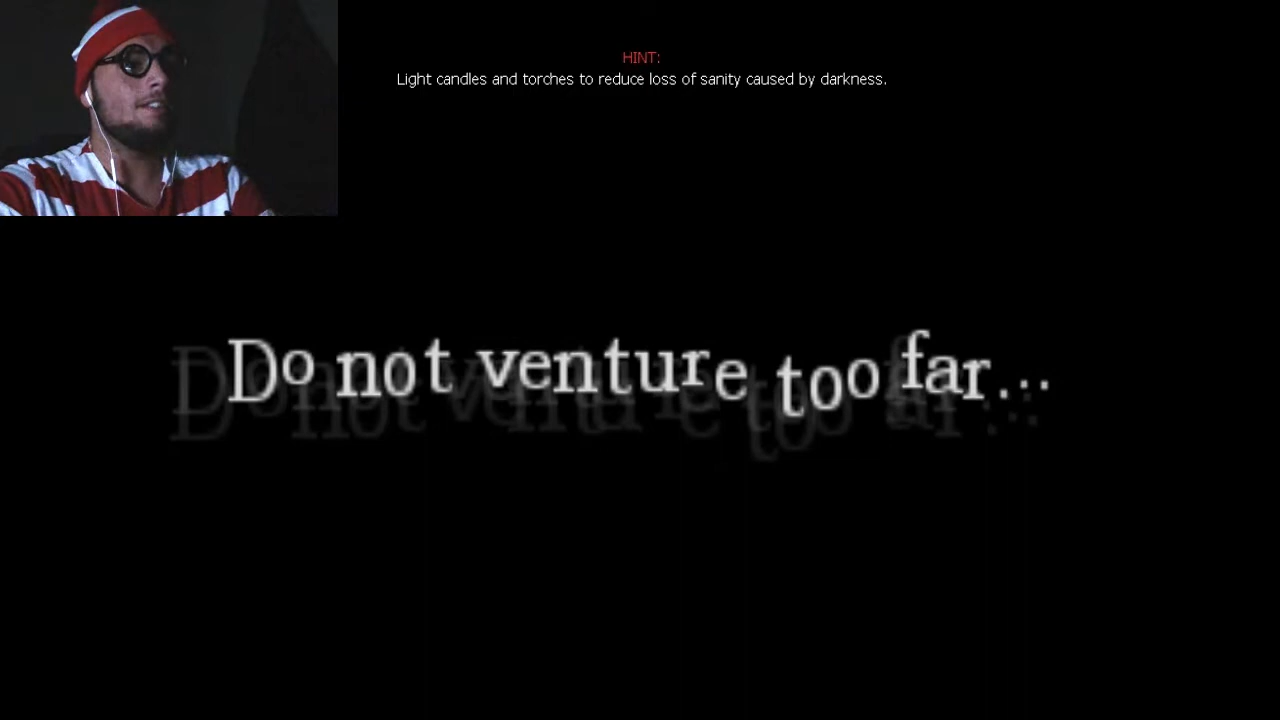 HINT:
Light candles and torches to reduce loss of sanity caused by darkness.
Do not venture too far...